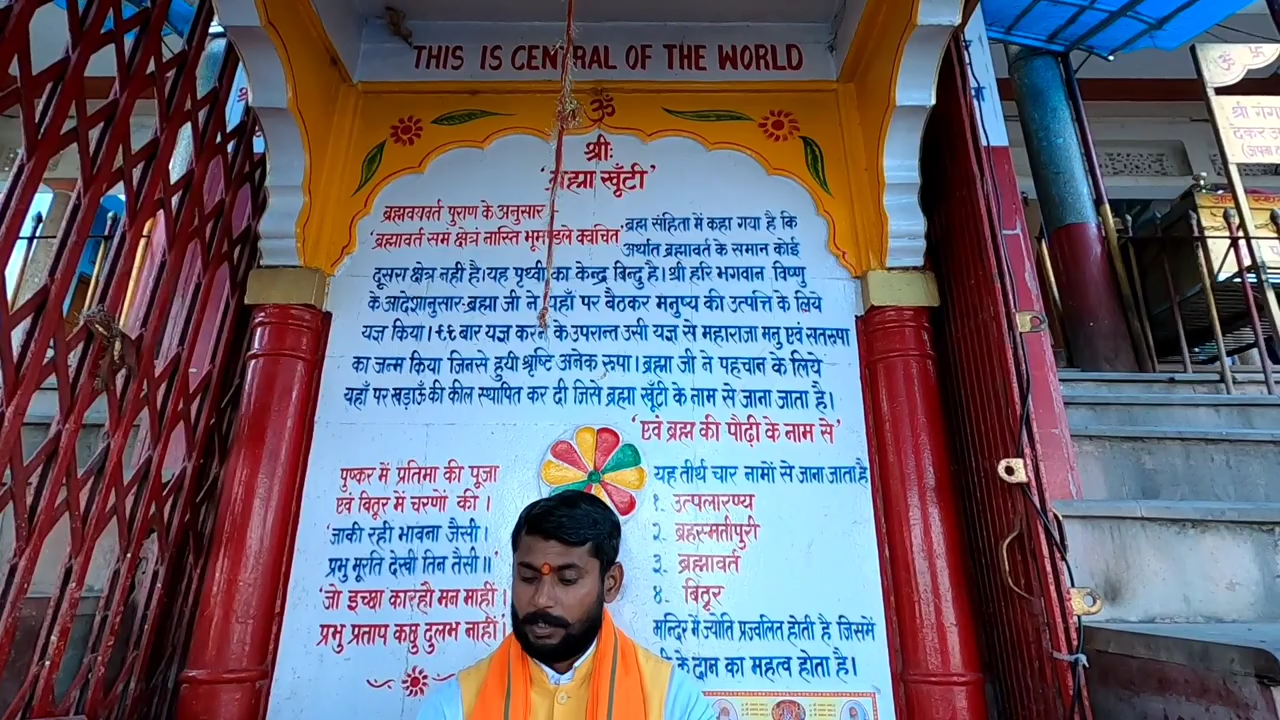 THIS IS CENTRAL OF THE WORLD
ॐ
श्रीः
'ब्रह्मा खूँटी'
ब्रह्मवयवर्त पुराण के अनुसार -
'ब्रह्मावर्त समं क्षेत्रं नास्ति भूमंडले क्वचित' ब्रह्म संहिता में कहा गया है कि
अर्थात ब्रह्मावर्त के समान कोई
दूसरा क्षेत्र नहीं है। यह पृथ्वी का केन्द्र बिन्दु है। श्री हरि भगवान विष्णु
के आदेशानुसार ब्रह्मा जी ने यहाँ पर बैठकर मनुष्य की उत्पत्ति के लिये
यज्ञ किया। ९९ बार यज्ञ करने के उपरान्त उसी यज्ञ से महाराजा मनु एवं सतरूपा
का जन्म किया जिनसे हुयी श्रृष्टि अनेक रूपा। ब्रह्मा जी ने पहचान के लिये
यहाँ पर खड़ाऊँ की कील स्थापित कर दी जिसे ब्रह्मा खूँटी के नाम से जाना जाता है।
'एवं ब्रह्म की पौढ़ी के नाम से'
पुष्कर में प्रतिमा की पूजा
एवं बिठूर में चरणों की।
'जाकी रही भावना जैसी।
प्रभु मूरति देखी तिन तैसी॥'
'जो इच्छा कारहौ मन माहीं।
प्रभु प्रताप कछु दुलभ नाहीं।'
यह तीर्थ चार नामों से जाना जाता है
१. उत्पलारण्य
२. ब्रहस्मतीपुरी
३. ब्रह्मावर्त
४. बिठूर
मन्दिर में ज्योति प्रज्वलित होती है जिसमें
के दान का महत्व होता है।
ॐ 卐
श्री गंग
देकर